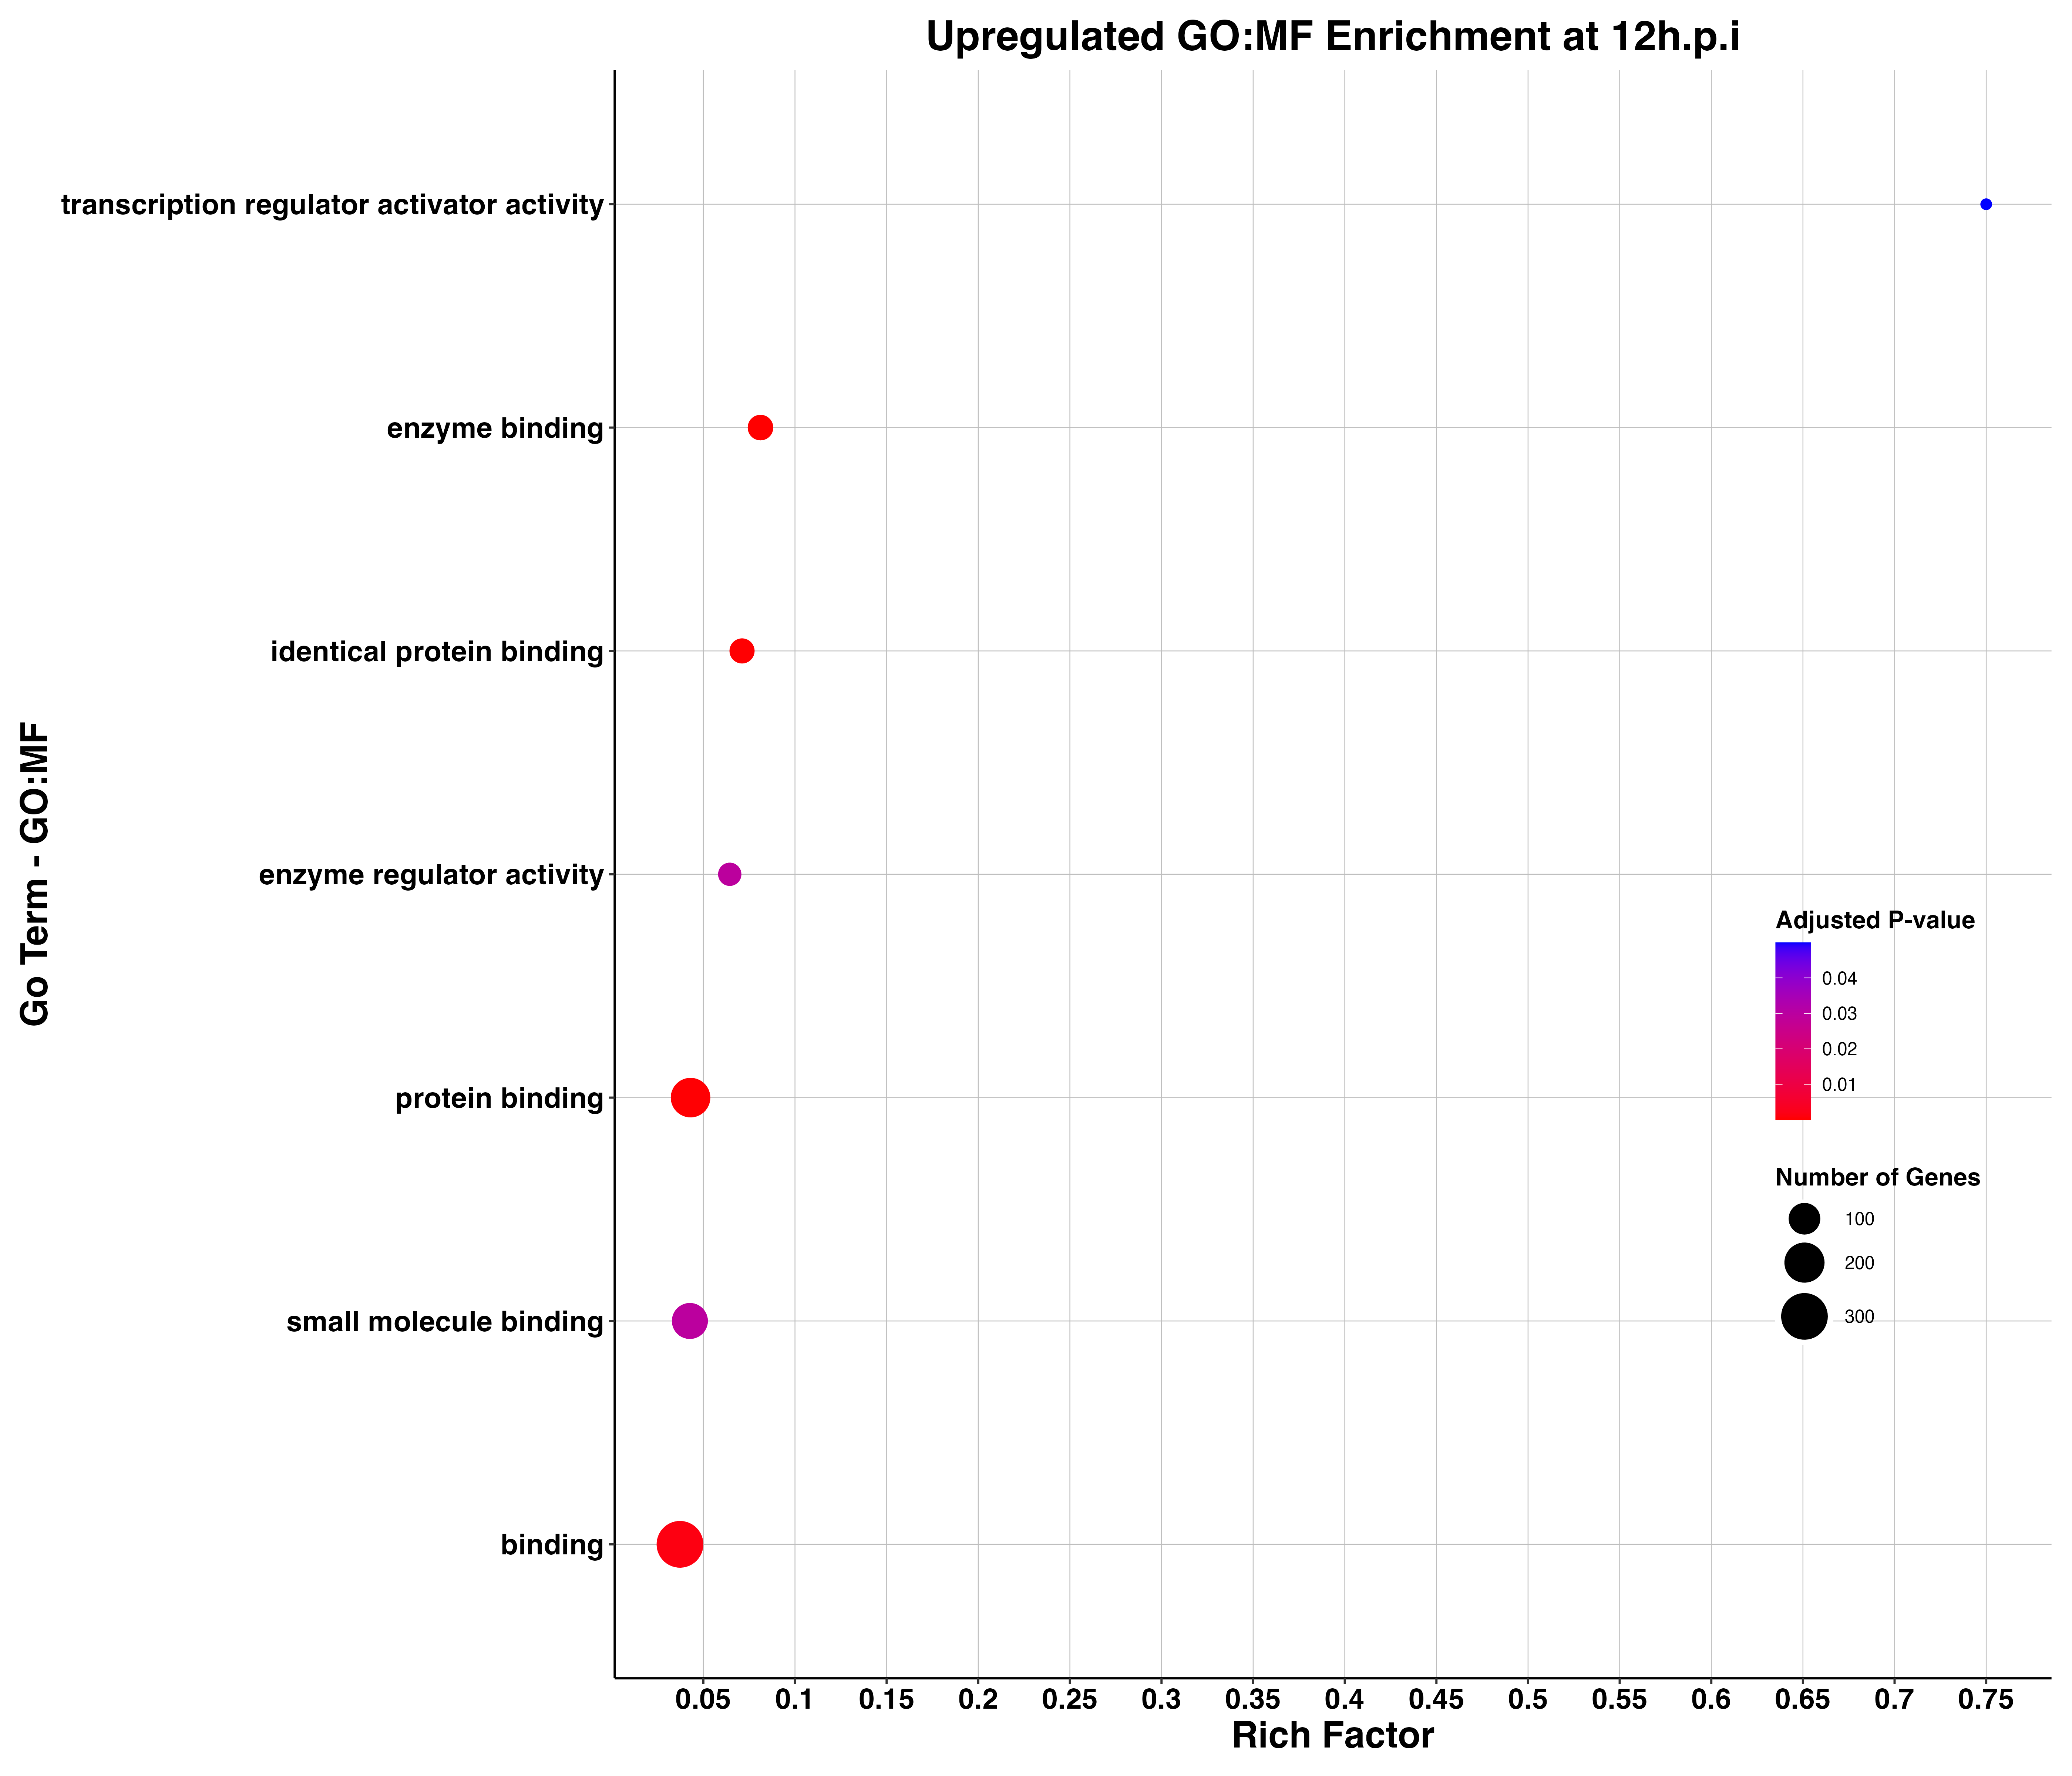 Upregulated GO:MF Enrichment at 12h.p.i
Go Term - GO:MF
transcription regulator activator activity
enzyme binding
identical protein binding
enzyme regulator activity
protein binding
small molecule binding
binding
Adjusted P-value
0.04
0.03
0.02
0.01
Number of Genes
100
200
300
0.05 0.1 0.15 0.2 0.25 0.3 0.35 0.4 0.45 0.5 0.55 0.6 0.65 0.7 0.75
Rich Factor